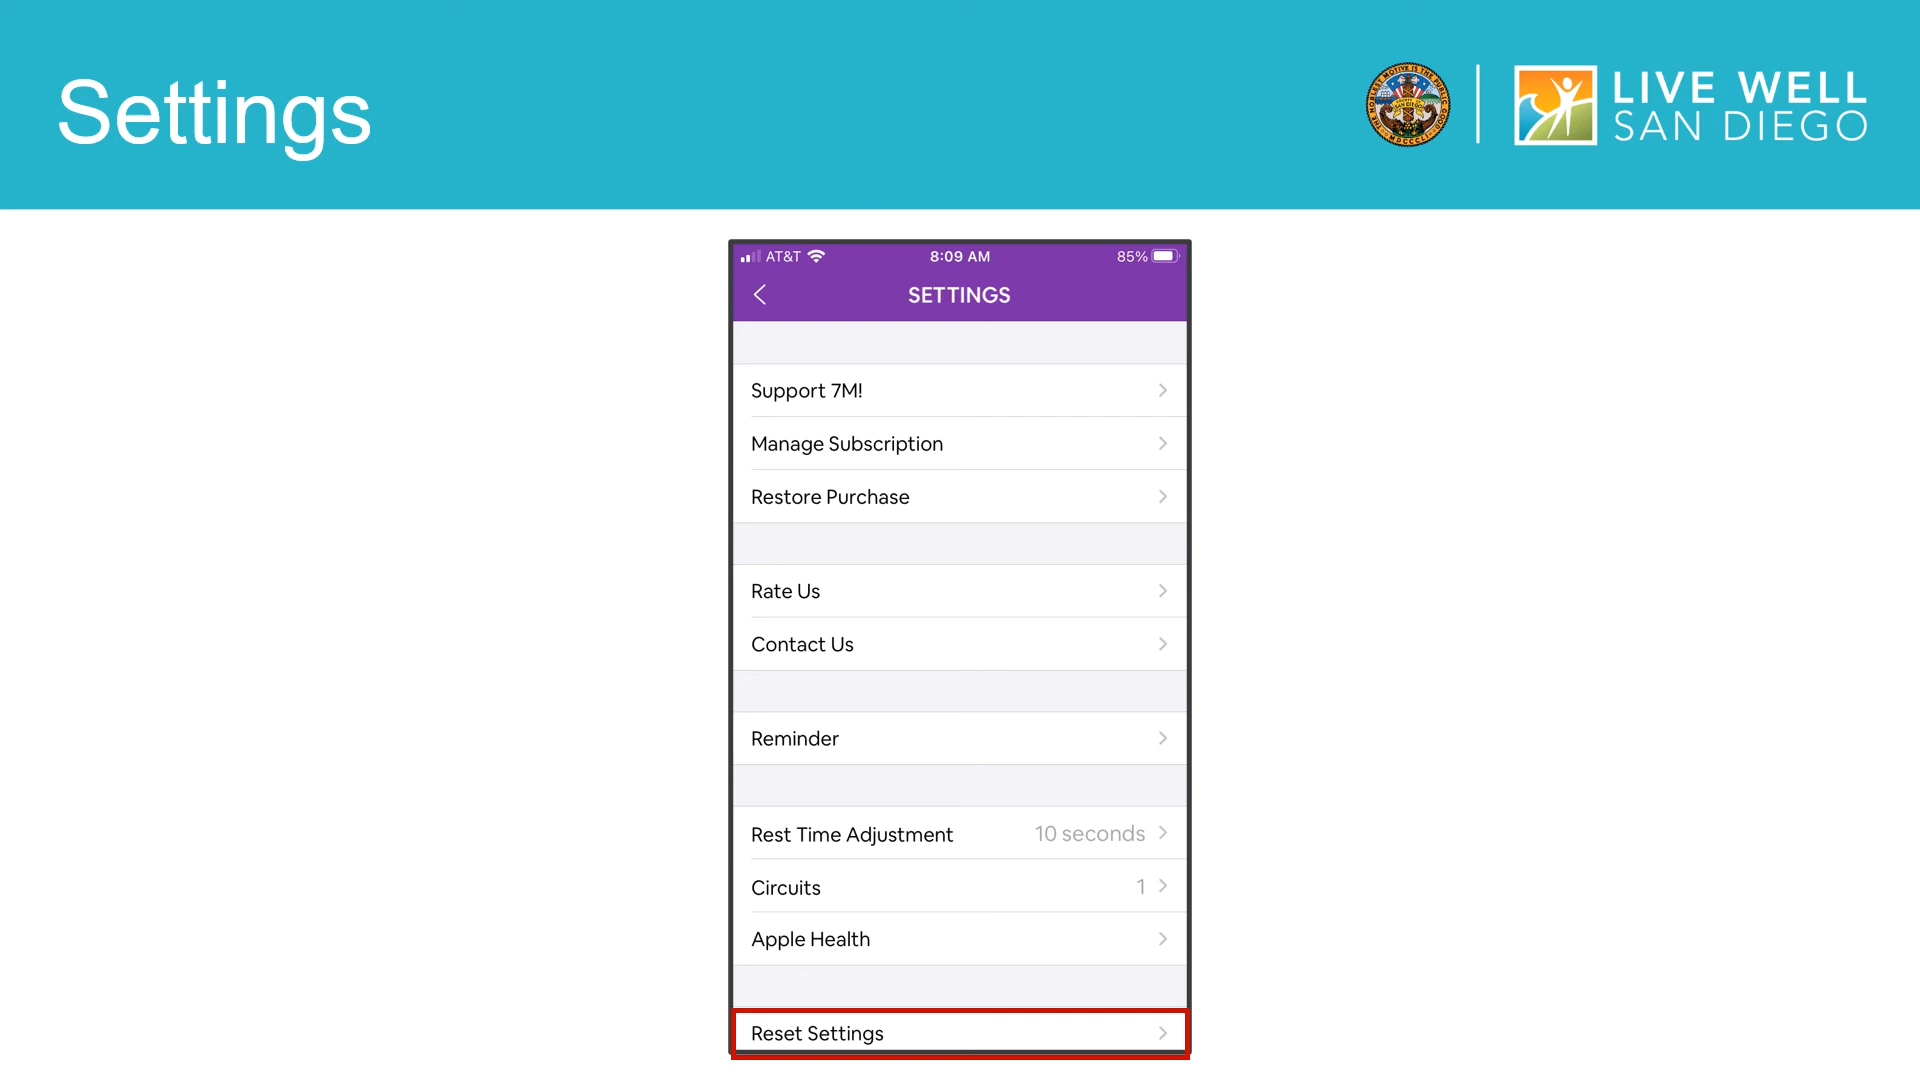 Settings
LIVE WELL
SAN DIEGO
AT&T 8:09 AM 85%
SETTINGS
Support 7M!
Manage Subscription
Restore Purchase
Rate Us
Contact Us
Reminder
Rest Time Adjustment 10 seconds
Circuits 1
Apple Health
Reset Settings